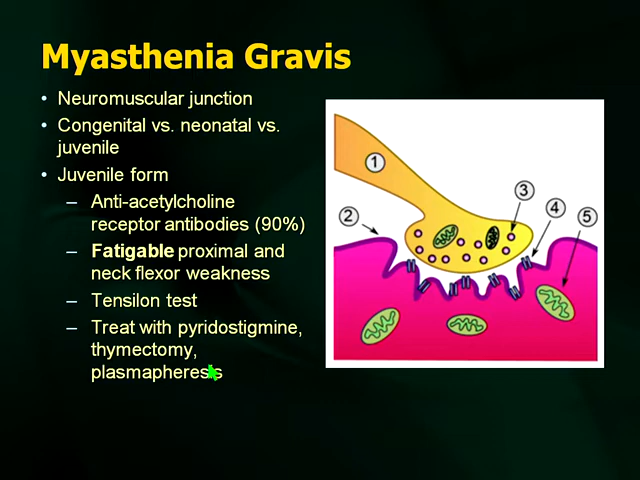 Myasthenia Gravis
• Neuromuscular junction
• Congenital vs. neonatal vs.
juvenile
• Juvenile form
– Anti-acetylcholine
receptor antibodies (90%)
– Fatigable proximal and
neck flexor weakness
– Tensilon test
– Treat with pyridostigmine,
thymectomy,
plasmapheresis
1
2
3
4
5